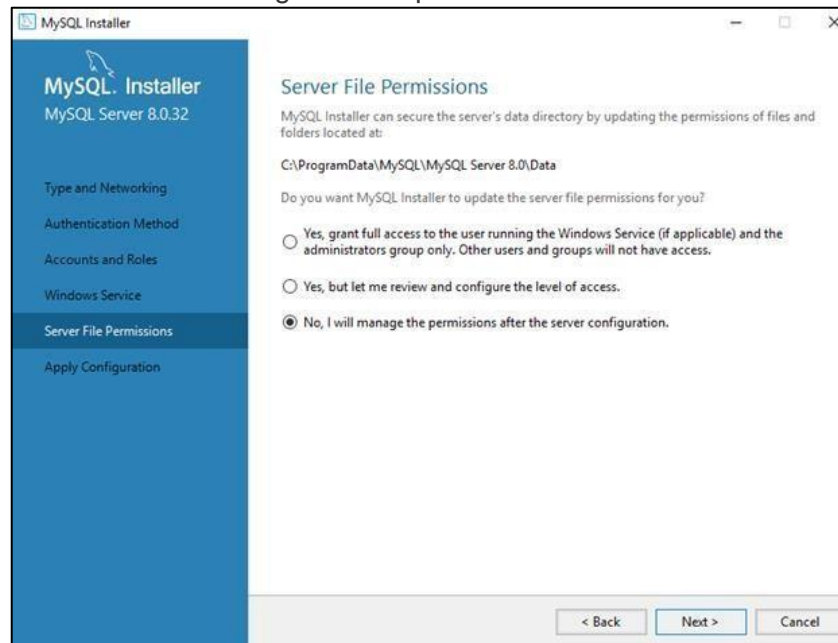 MySQL Installer
MySQL. Installer
MySQL Server 8.0.32
Type and Networking
Authentication Method
Accounts and Roles
Windows Service
Server File Permissions
Apply Configuration
Server File Permissions
MySQL Installer can secure the server's data directory by updating the permissions of files and
folders located at:
C:\ProgramData\MySQL\MySQL Server 8.0\Data
Do you want MySQL Installer to update the server file permissions for you?
Yes, grant full access to the user running the Windows Service (if applicable) and the
administrators group only. Other users and groups will not have access.
Yes, but let me review and configure the level of access.
No, I will manage the permissions after the server configuration.
< Back
Next >
Cancel